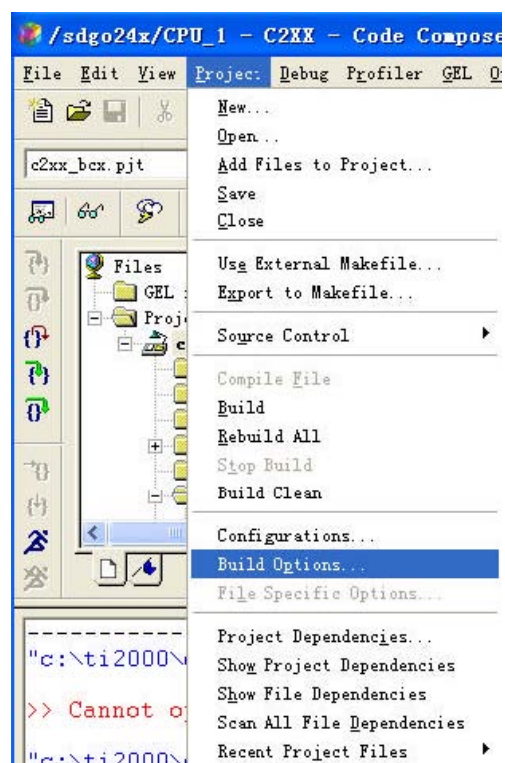 /sdgo24x/CPU_1 - C2XX - Code Compose
File Edit View Project Debug Profiler GEL O
New...
Open...
c2xx_bcx.pjt
Add Files to Project...
Save
Close
Files
Use External Makefile...
GEL
Export to Makefile...
Proj
c
Source Control
Compile File
Build
Rebuild All
Stop Build
Build Clean
Configurations...
Build Options...
File Specific Options...
Project Dependencies...
"c:\ti2000\
Show Project Dependencies
Show File Dependencies
>> Cannot o
Scan All File Dependencies
"c:\ti2000\
Recent Project Files